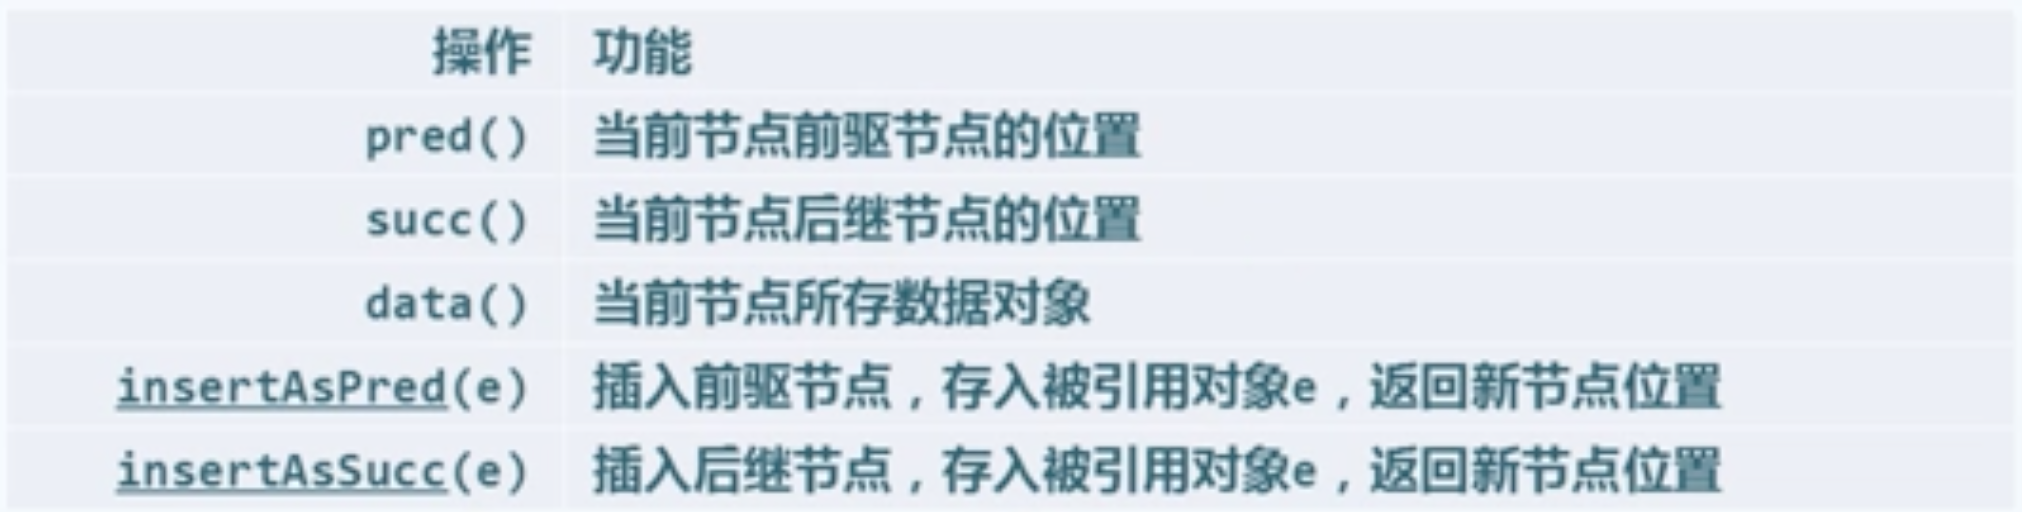 操作 功能
pred() 当前节点前驱节点的位置
succ() 当前节点后继节点的位置
data() 当前节点所存数据对象
insertAsPred(e) 插入前驱节点，存入被引用对象e，返回新节点位置
insertAsSucc(e) 插入后继节点，存入被引用对象e，返回新节点位置